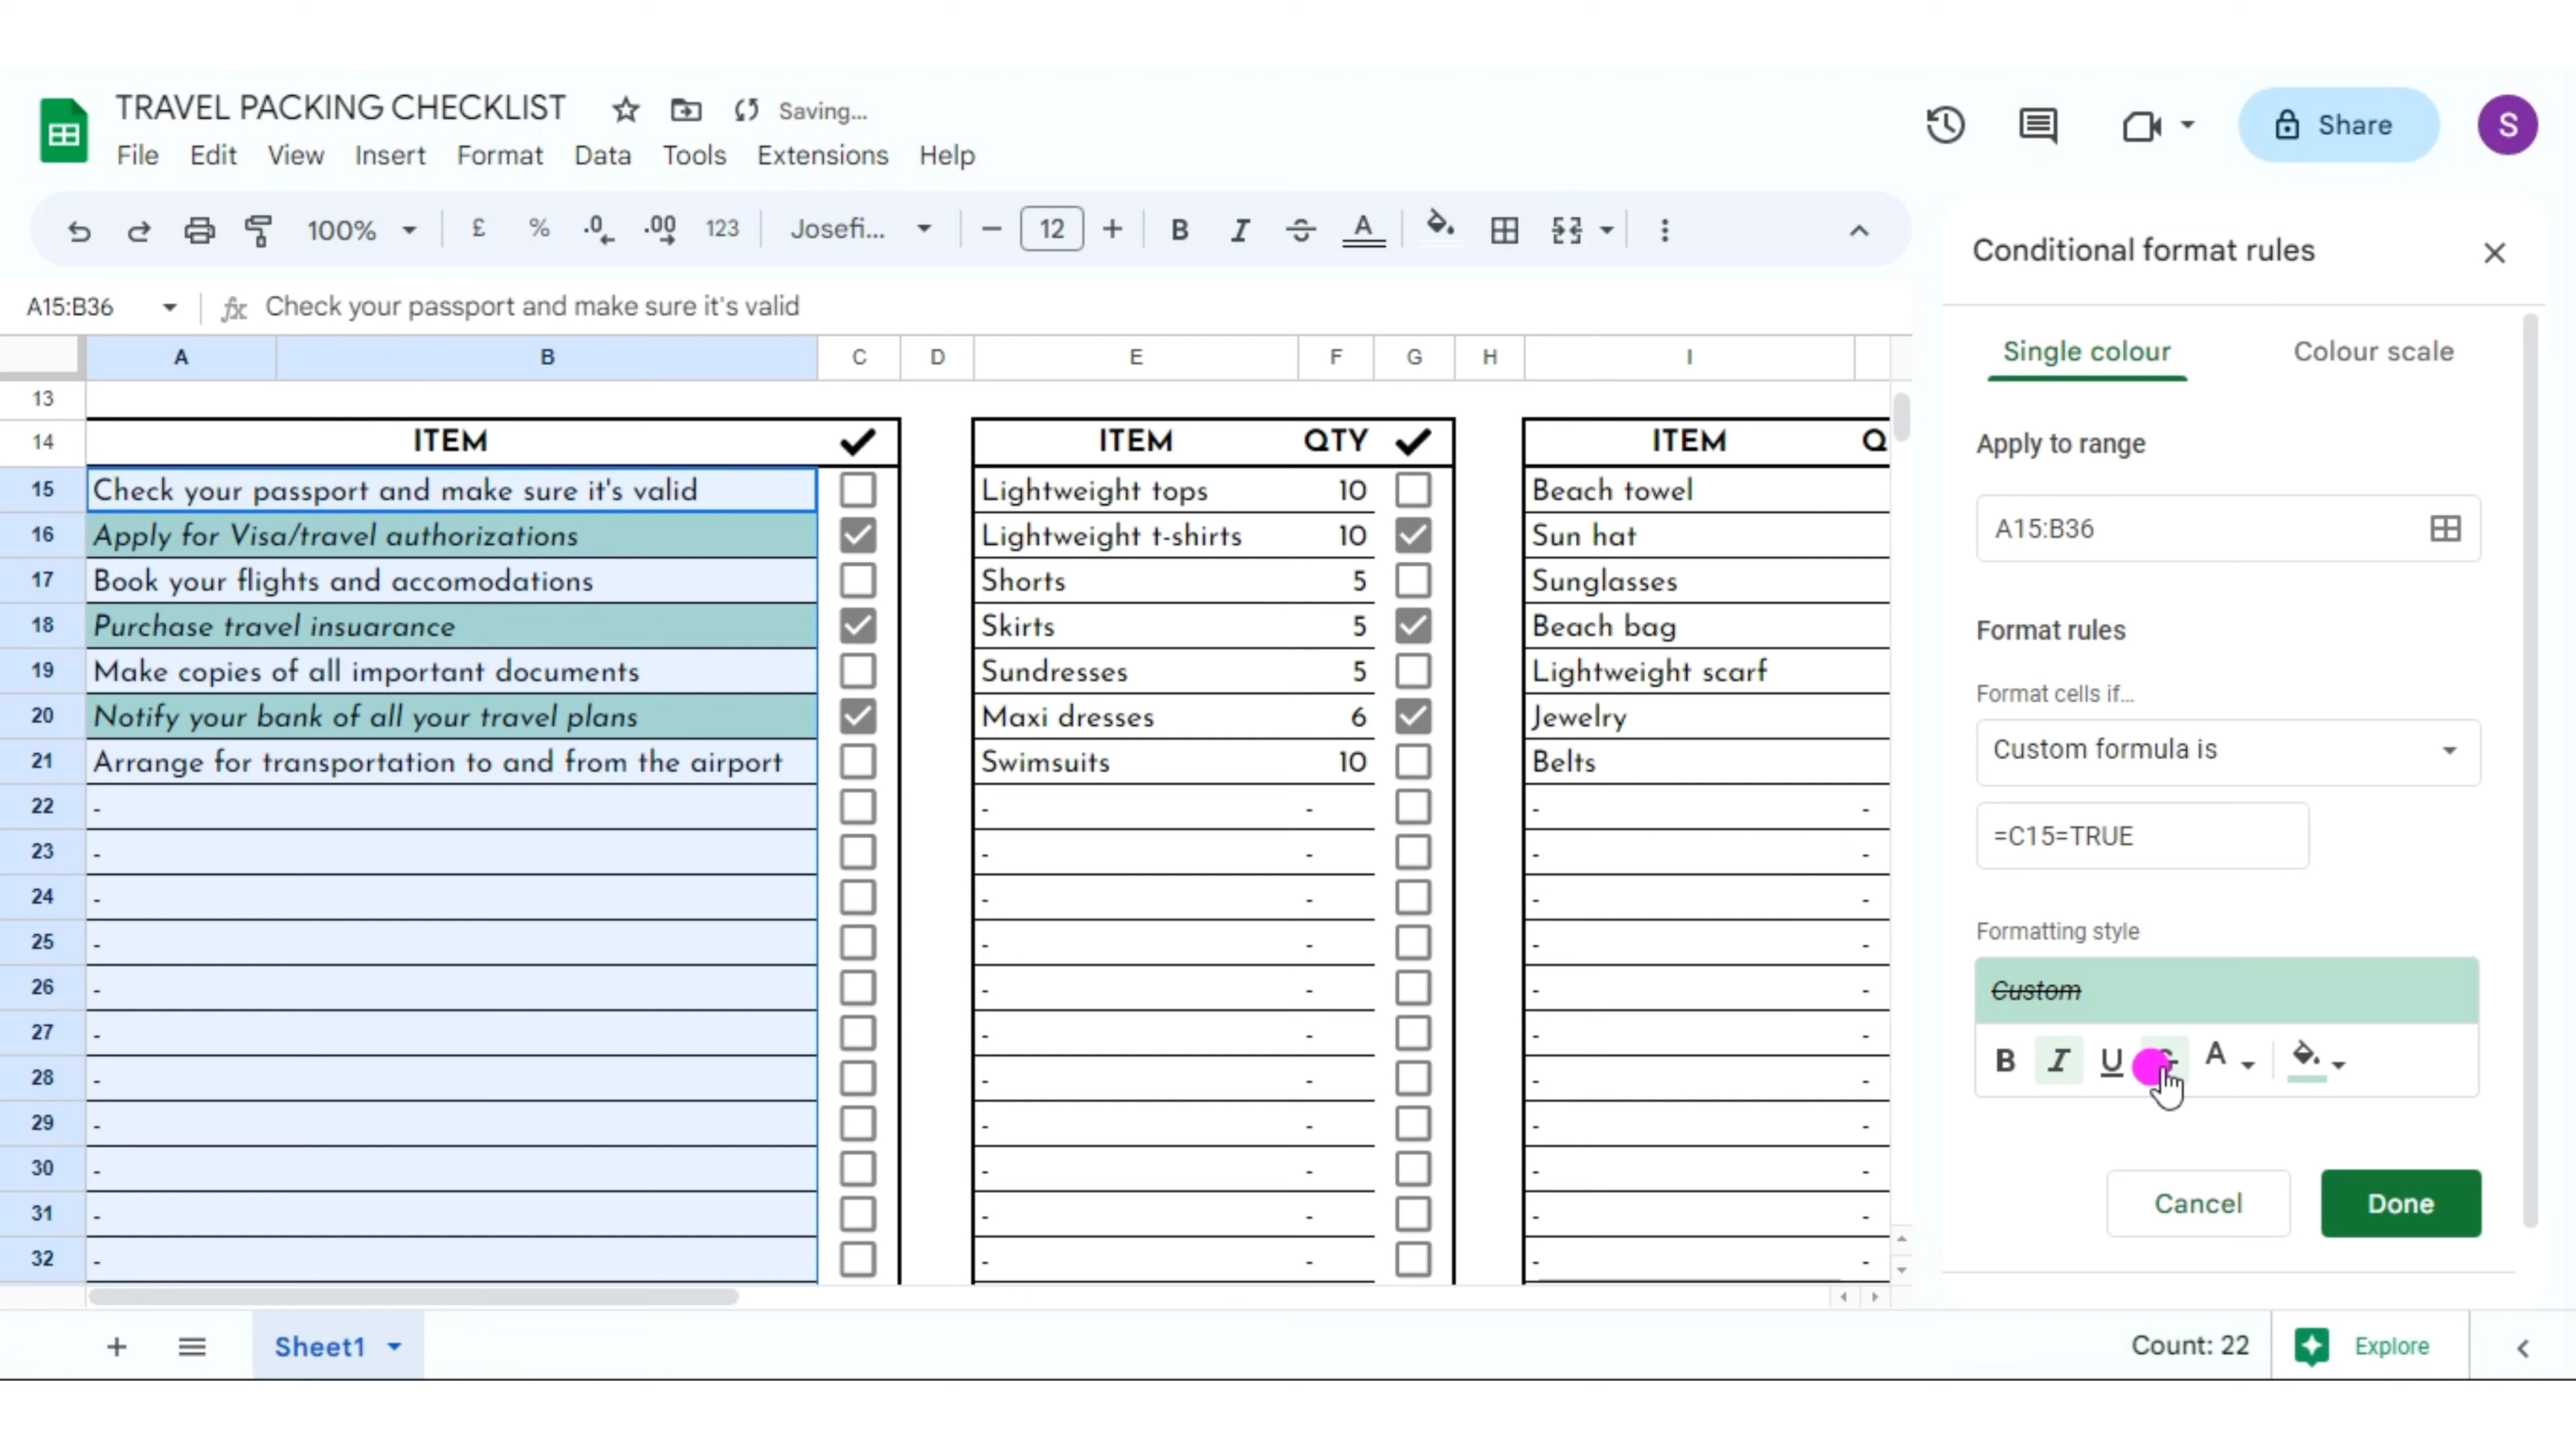 TRAVEL PACKING CHECKLIST Saving...
File Edit View Insert Format Data Tools Extensions Help
Share S
100% £ % .0 .00 123 Josefi... 12 B I S A
A15:B36 fx Check your passport and make sure it's valid
A B C D E F G H I
13
14 ITEM ITEM QTY ITEM Q
15 Check your passport and make sure it's valid Lightweight tops 10 Beach towel
16 Apply for Visa/travel authorizations Lightweight t-shirts 10 Sun hat
17 Book your flights and accomodations Shorts 5 Sunglasses
18 Purchase travel insuarance Skirts 5 Beach bag
19 Make copies of all important documents Sundresses 5 Lightweight scarf
20 Notify your bank of all your travel plans Maxi dresses 6 Jewelry
21 Arrange for transportation to and from the airport Swimsuits 10 Belts
22 - - - - -
23 - - - - -
24 - - - - -
25 - - - - -
26 - - - - -
27 - - - - -
28 - - - - -
29 - - - - -
30 - - - - -
31 - - - - -
32 - - - - -
Sheet1
Count: 22 Explore
Conditional format rules
Single colour Colour scale
Apply to range
A15:B36
Format rules
Format cells if...
Custom formula is
=C15=TRUE
Formatting style
Custom
B I U S A
Cancel Done